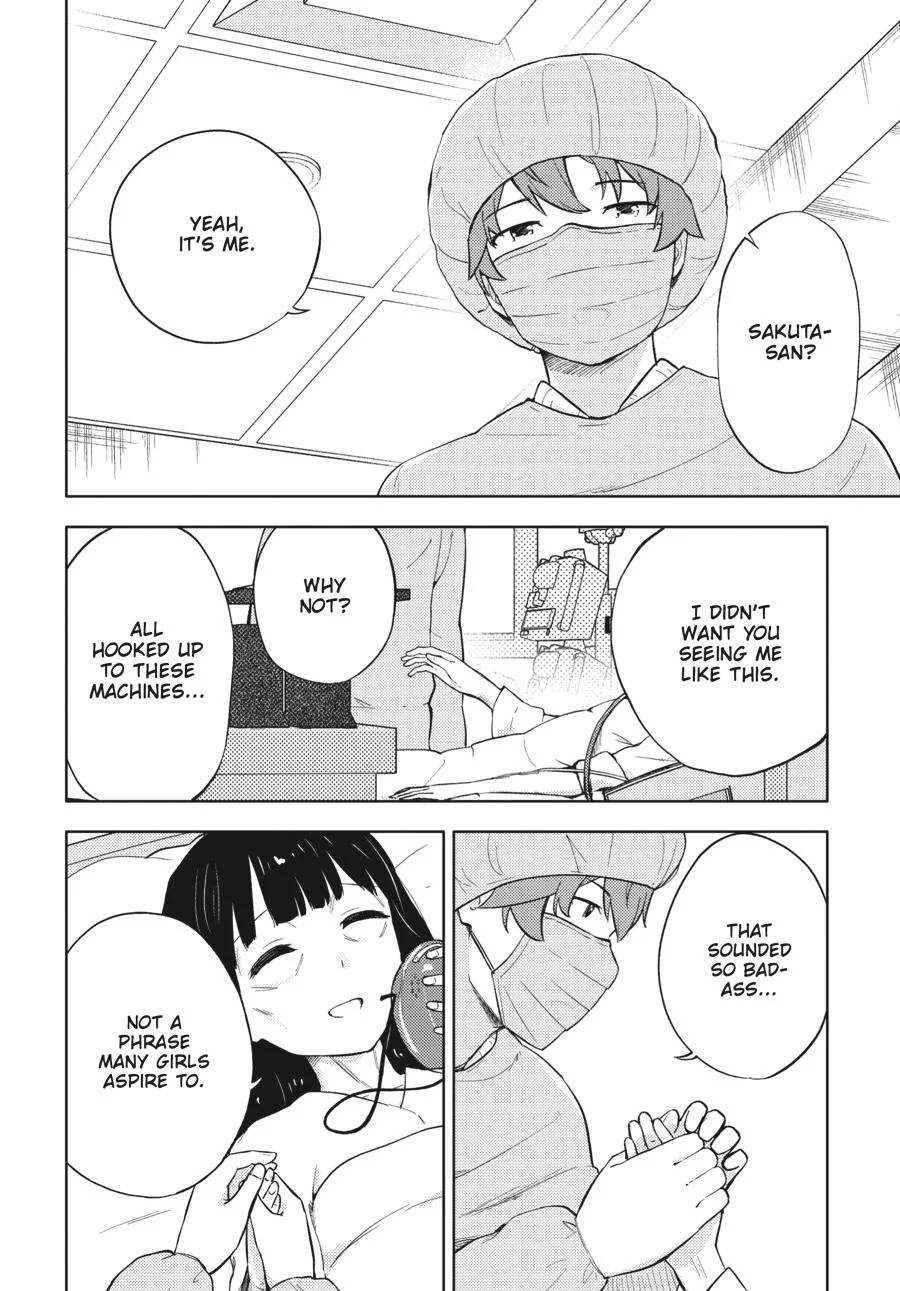 SAKUTA-
SAN?
YEAH,
IT'S ME.
I DIDN'T
WANT YOU
SEEING ME
LIKE THIS.
WHY
NOT?
ALL
HOOKED UP
TO THESE
MACHINES...
THAT
SOUNDED
SO BAD-
ASS...
NOT A
PHRASE
MANY GIRLS
ASPIRE TO.